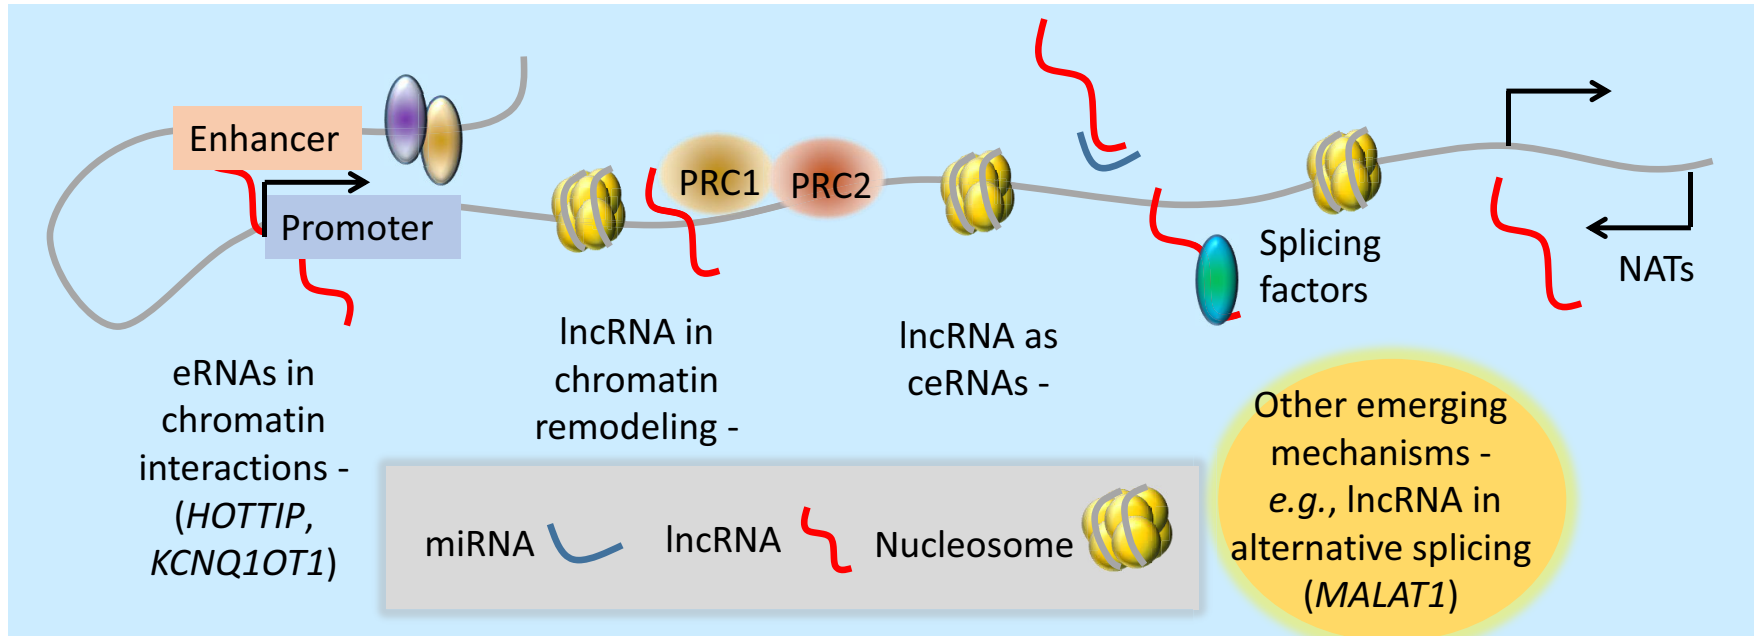 Enhancer
Promoter
PRC1
PRC2
Splicing
factors
NATs
eRNAs in
chromatin
interactions -
(HOTTIP,
KCNQ1OT1)
lncRNA in
chromatin
remodeling -
lncRNA as
ceRNAs -
Other emerging
mechanisms -
e.g., lncRNA in
alternative splicing
(MALAT1)
miRNA
lncRNA
Nucleosome